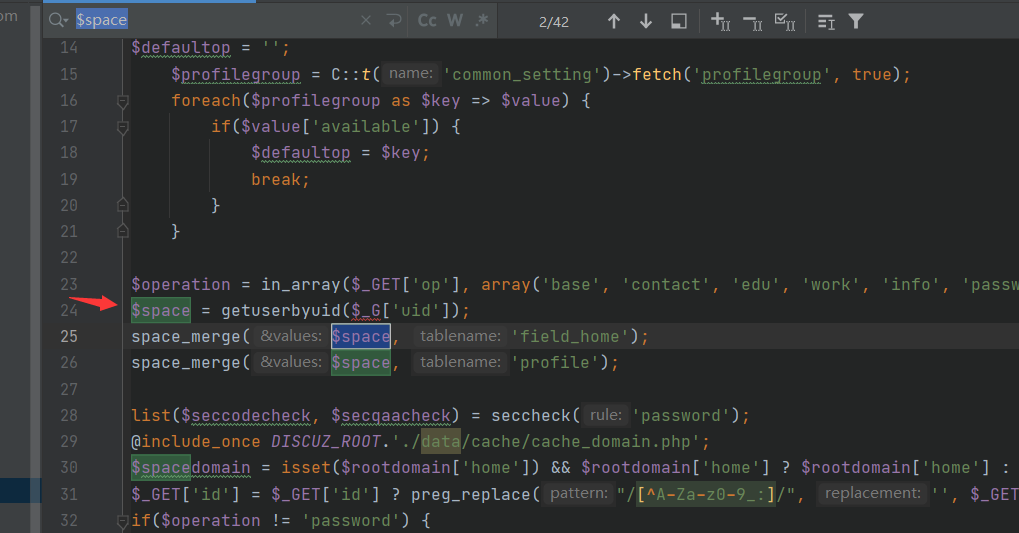 om
$space
Cc W .*
2/42
14 $defaultop = '';
15 $profilegroup = C::t( name: 'common_setting')->fetch('profilegroup', true);
16 foreach($profilegroup as $key => $value) {
17 if($value['available']) {
18 $defaultop = $key;
19 break;
20 }
21 }
22
23 $operation = in_array($_GET['op'], array('base', 'contact', 'edu', 'work', 'info', 'passw
24 $space = getuserbyuid($_G['uid']);
25 space_merge( &values: $space, tablename: 'field_home');
26 space_merge( &values: $space, tablename: 'profile');
27
28 list($seccodecheck, $secqaacheck) = seccheck( rule: 'password');
29 @include_once DISCUZ_ROOT.'./data/cache/cache_domain.php';
30 $spacedomain = isset($rootdomain['home']) && $rootdomain['home'] ? $rootdomain['home'] :
31 $_GET['id'] = $_GET['id'] ? preg_replace( pattern: "/[^A-Za-z0-9_:]/", replacement: '', $_GET
32 if($operation != 'password') {